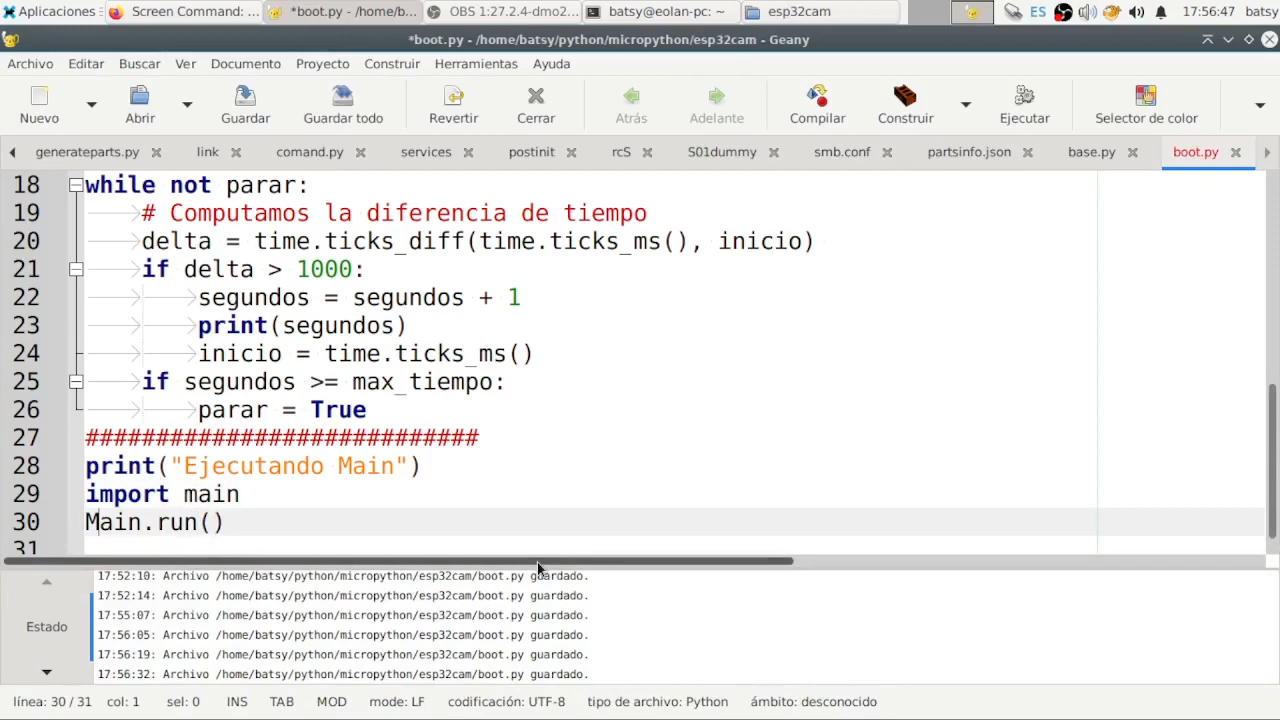 Aplicaciones
Screen Command: ...
*boot.py - /home/b...
OBS 1:27.2.4-dmo2...
batsy@eolan-pc: ~
esp32cam
ES
17:56:47
batsy
*boot.py - /home/batsy/python/micropython/esp32cam - Geany
Archivo Editar Buscar Ver Documento Proyecto Construir Herramientas Ayuda
Nuevo Abrir Guardar Guardar todo Revertir Cerrar Atrás Adelante Compilar Construir Ejecutar Selector de color
generateparts.py link comand.py services postinit rcS S01dummy smb.conf partsinfo.json base.py boot.py
18 while not parar:
19 # Computamos la diferencia de tiempo
20 delta = time.ticks_diff(time.ticks_ms(), inicio)
21 if delta > 1000:
22 segundos = segundos + 1
23 print(segundos)
24 inicio = time.ticks_ms()
25 if segundos >= max_tiempo:
26 parar = True
27 ############################
28 print("Ejecutando Main")
29 import main
30 Main.run()
31
17:52:10: Archivo /home/batsy/python/micropython/esp32cam/boot.py guardado.
17:52:14: Archivo /home/batsy/python/micropython/esp32cam/boot.py guardado.
17:55:07: Archivo /home/batsy/python/micropython/esp32cam/boot.py guardado.
Estado
17:56:05: Archivo /home/batsy/python/micropython/esp32cam/boot.py guardado.
17:56:19: Archivo /home/batsy/python/micropython/esp32cam/boot.py guardado.
17:56:32: Archivo /home/batsy/python/micropython/esp32cam/boot.py guardado.
línea: 30 / 31 col: 1 sel: 0 INS TAB MOD mode: LF codificación: UTF-8 tipo de archivo: Python ámbito: desconocido